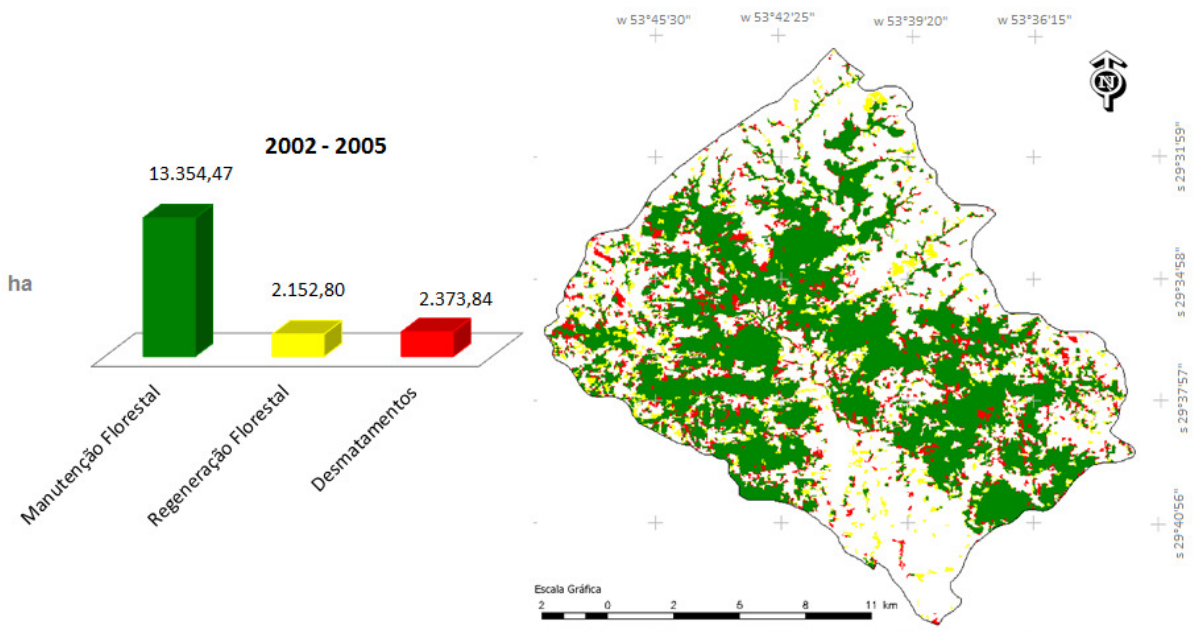 2002 - 2005
13.354,47
2.152,80
2.373,84
ha
Manutenção Florestal
Regeneração Florestal
Desmatamentos
w 53°45'30" w 53°42'25" w 53°39'20" w 53°36'15"
N
s 29°31'59"
s 29°34'58"
s 29°37'57"
s 29°40'56"
Escala Gráfica
2 0 2 5 8 11 km